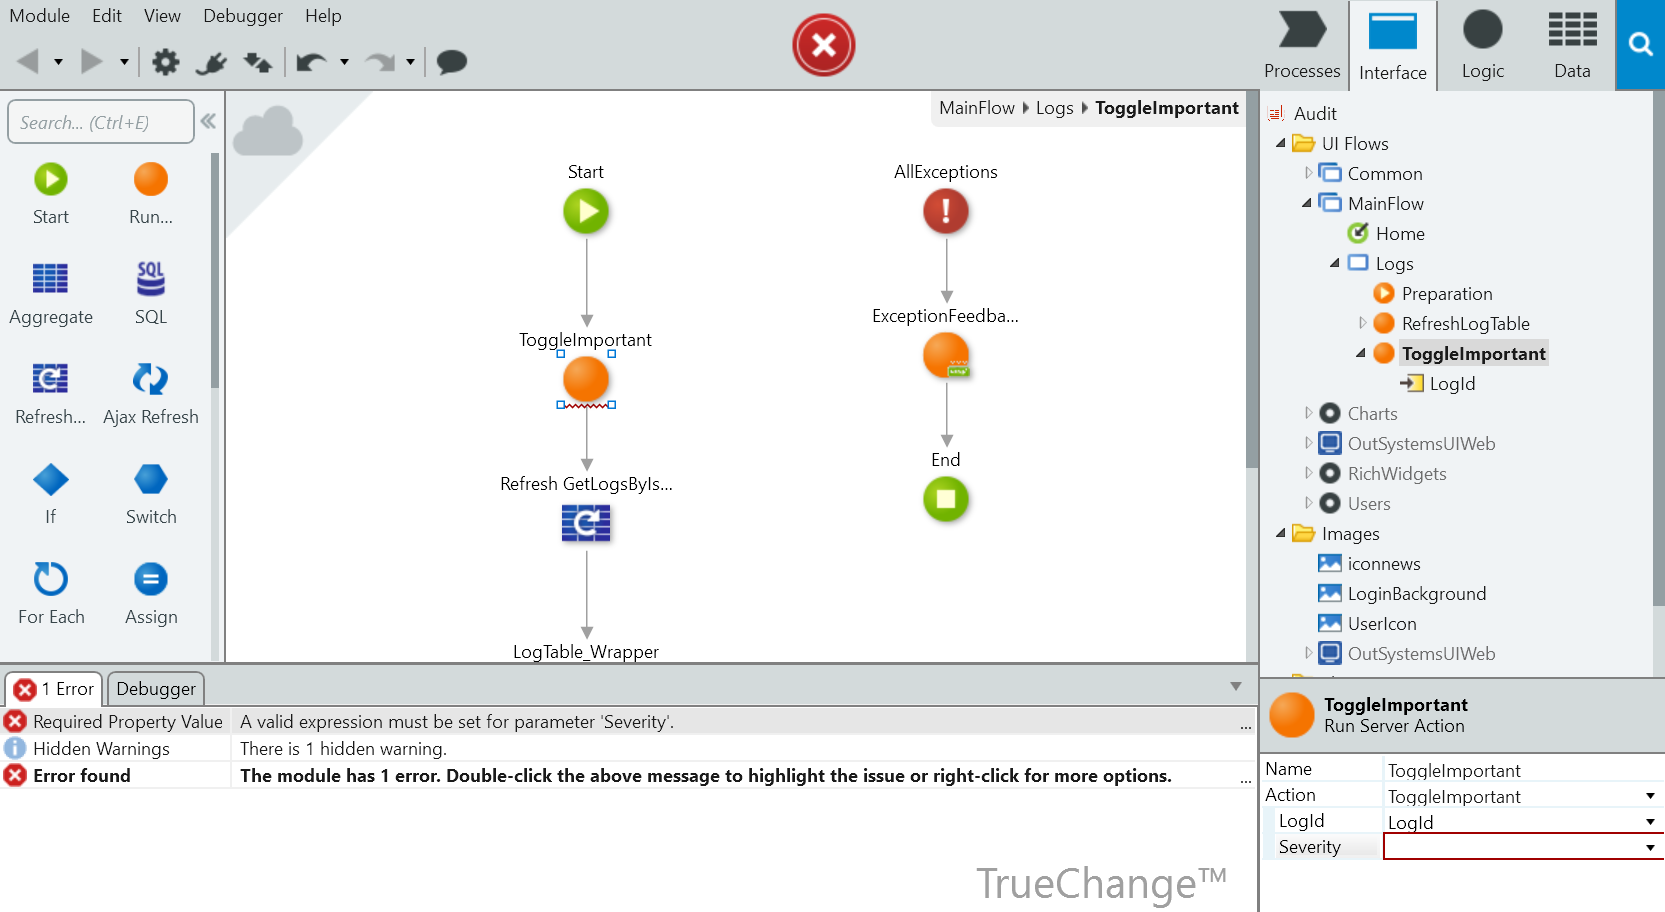 Module Edit View Debugger Help
Processes Interface Logic Data
Search... (Ctrl+E)
Start Run...
Aggregate SQL
Refresh... Ajax Refresh
If Switch
For Each Assign
MainFlow Logs ToggleImportant
Start
ToggleImportant
Refresh GetLogsByIs...
LogTable_Wrapper
AllExceptions
ExceptionFeedba...
End
Audit
UI Flows
Common
MainFlow
Home
Logs
Preparation
RefreshLogTable
ToggleImportant
LogId
Charts
OutSystemsUIWeb
RichWidgets
Users
Images
iconnews
LoginBackground
UserIcon
OutSystemsUIWeb
1 Error Debugger
Required Property Value A valid expression must be set for parameter 'Severity'. ...
Hidden Warnings There is 1 hidden warning.
Error found The module has 1 error. Double-click the above message to highlight the issue or right-click for more options. ...
TrueChange™
ToggleImportant
Run Server Action
Name ToggleImportant
Action ToggleImportant
LogId LogId
Severity